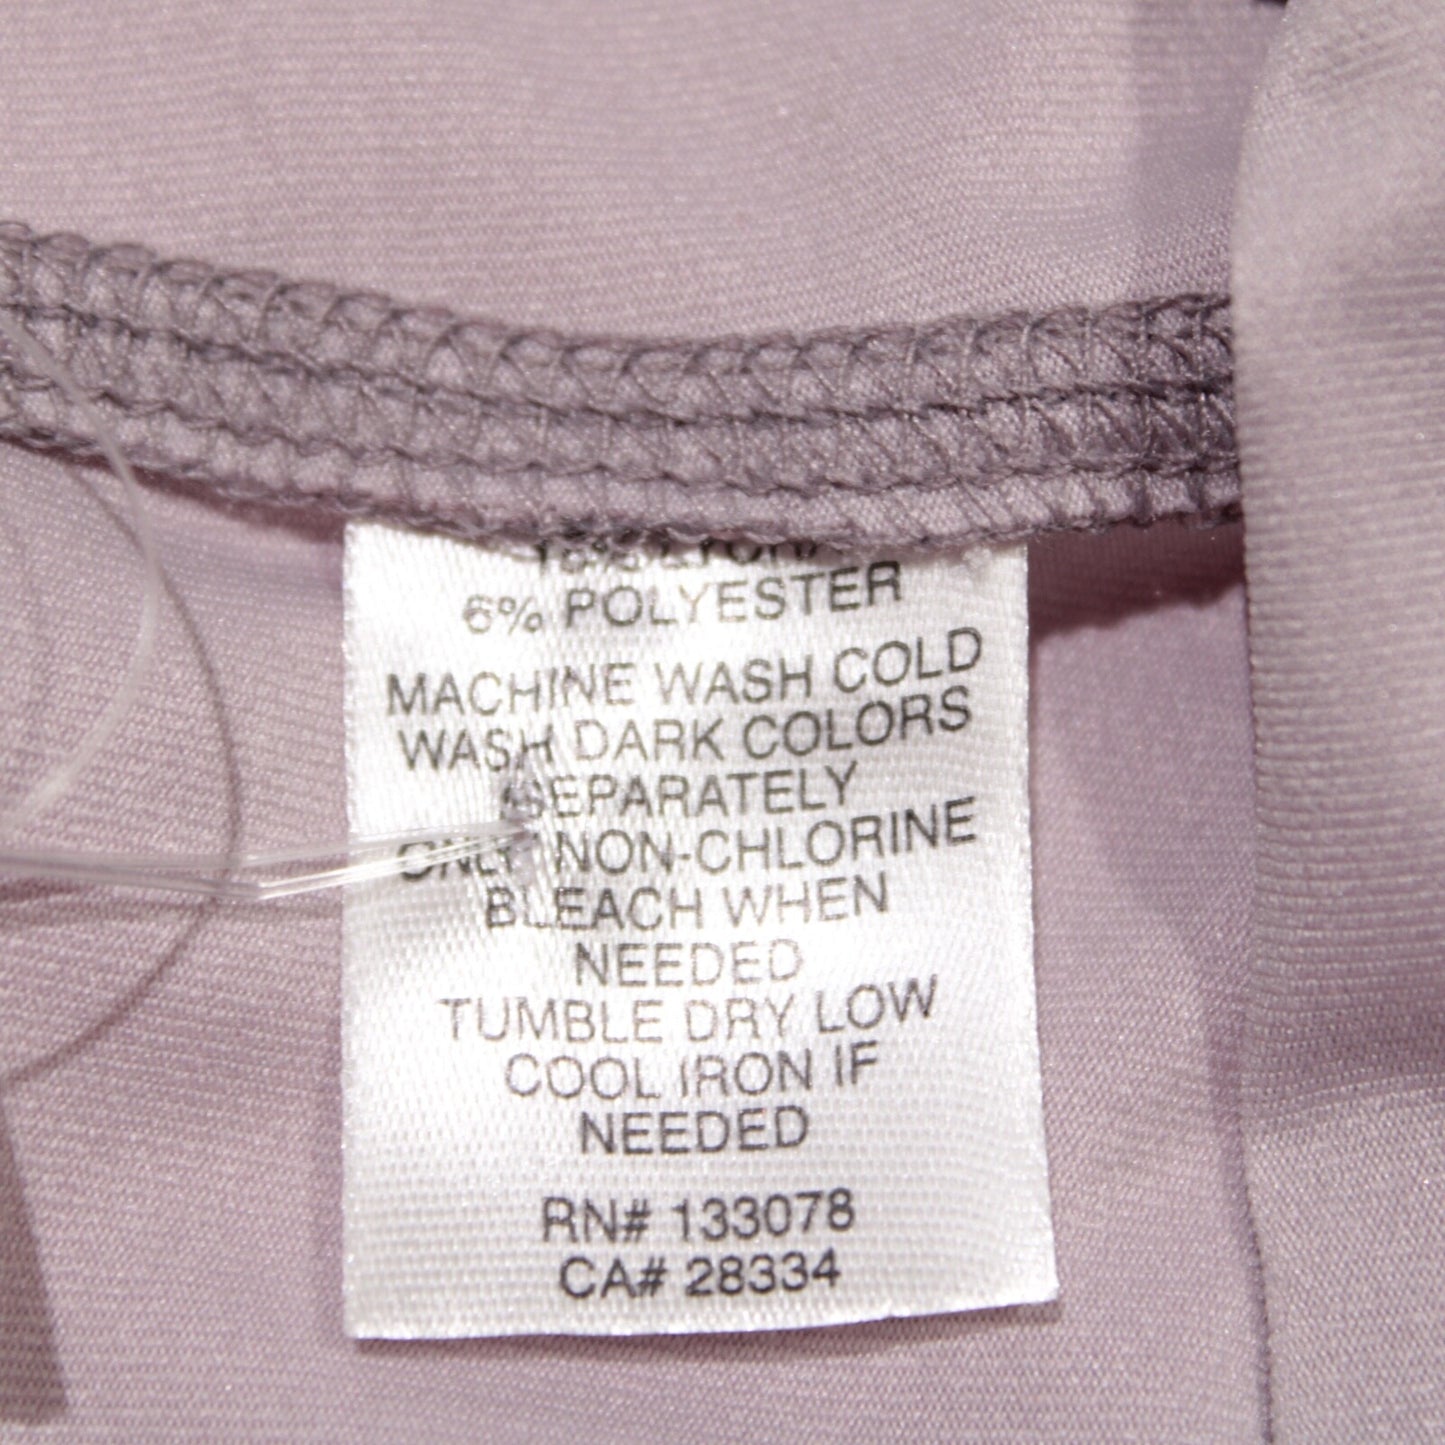 6% POLYESTER
MACHINE WASH COLD
WASH DARK COLORS
SEPARATELY
ONLY NON-CHLORINE
BLEACH WHEN
NEEDED
TUMBLE DRY LOW
COOL IRON IF
NEEDED
RN# 133078
CA# 28334